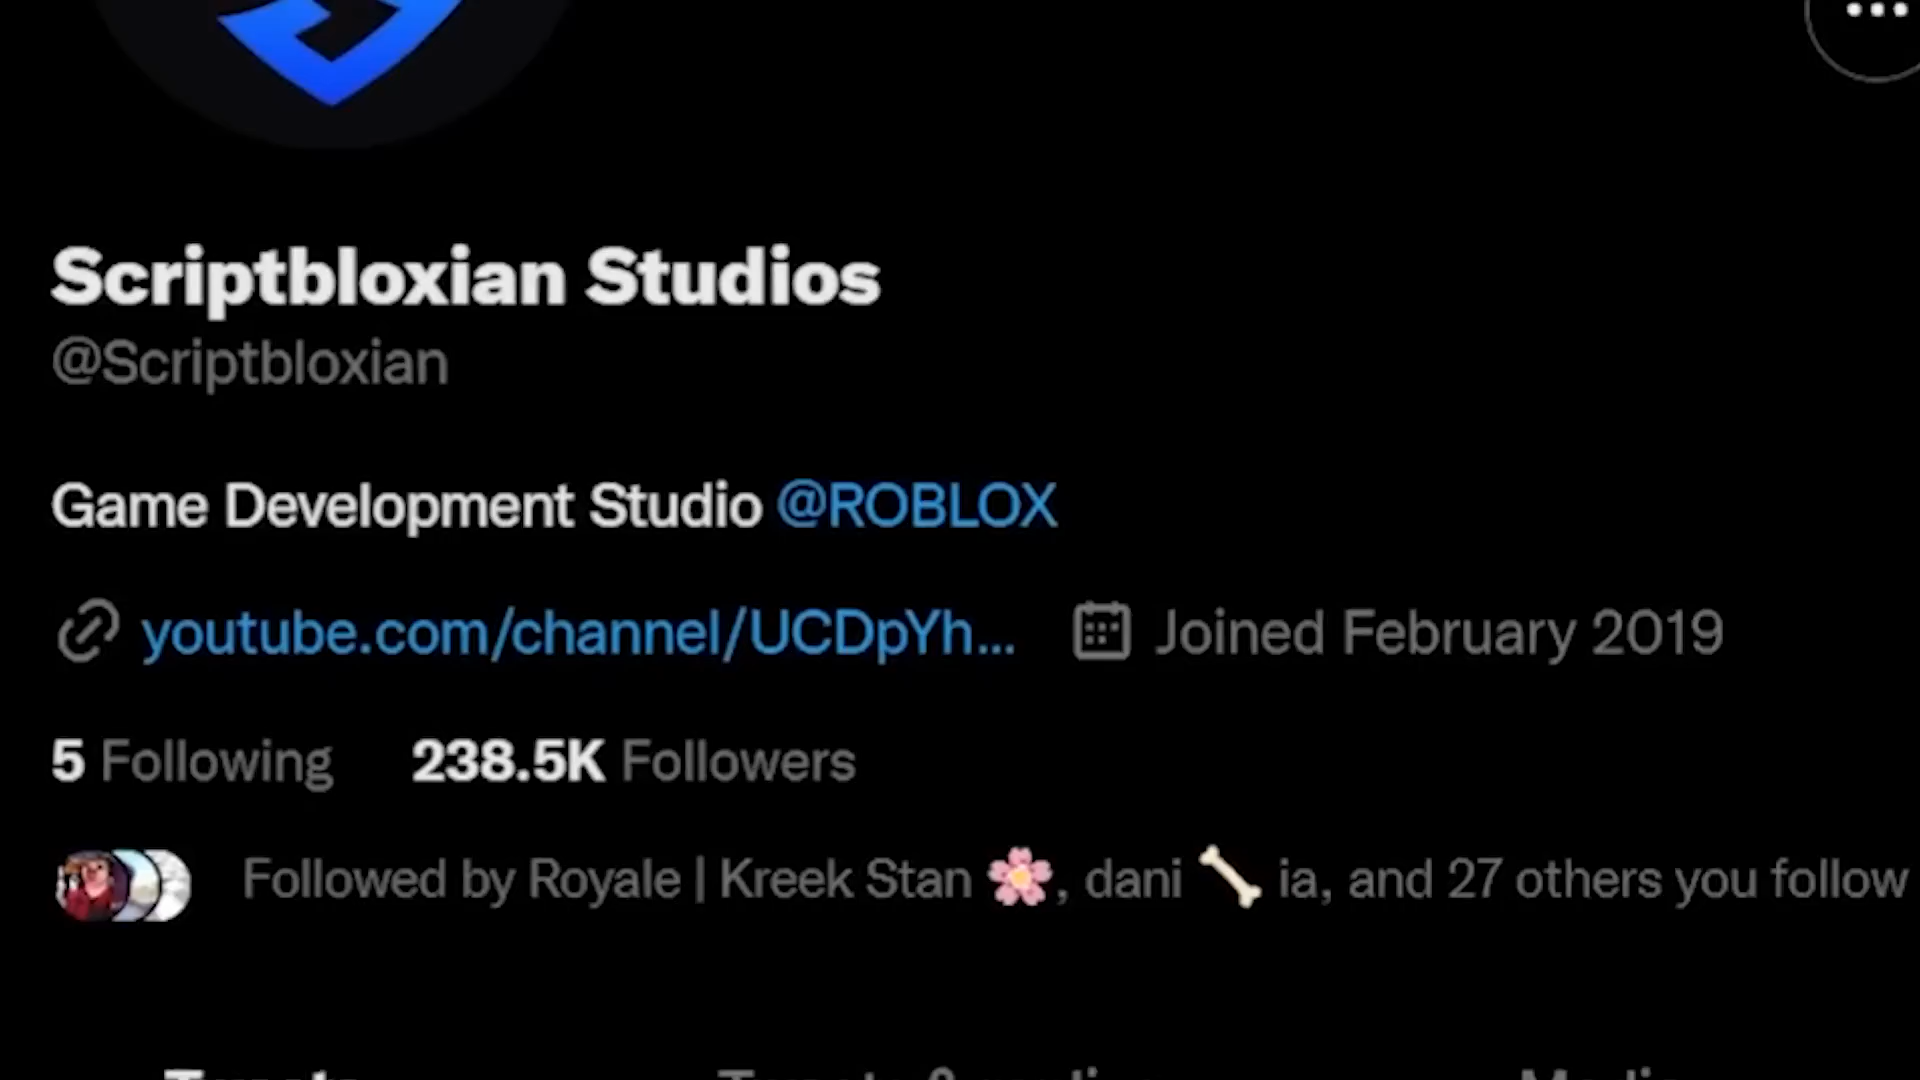 Scriptbloxian Studios
@Scriptbloxian
Game Development Studio @ROBLOX
youtube.com/channel/UCDpYh... Joined February 2019
5 Following 238.5K Followers
Followed by Royale | Kreek Stan 🌸, dani 🦴 ia, and 27 others you follow